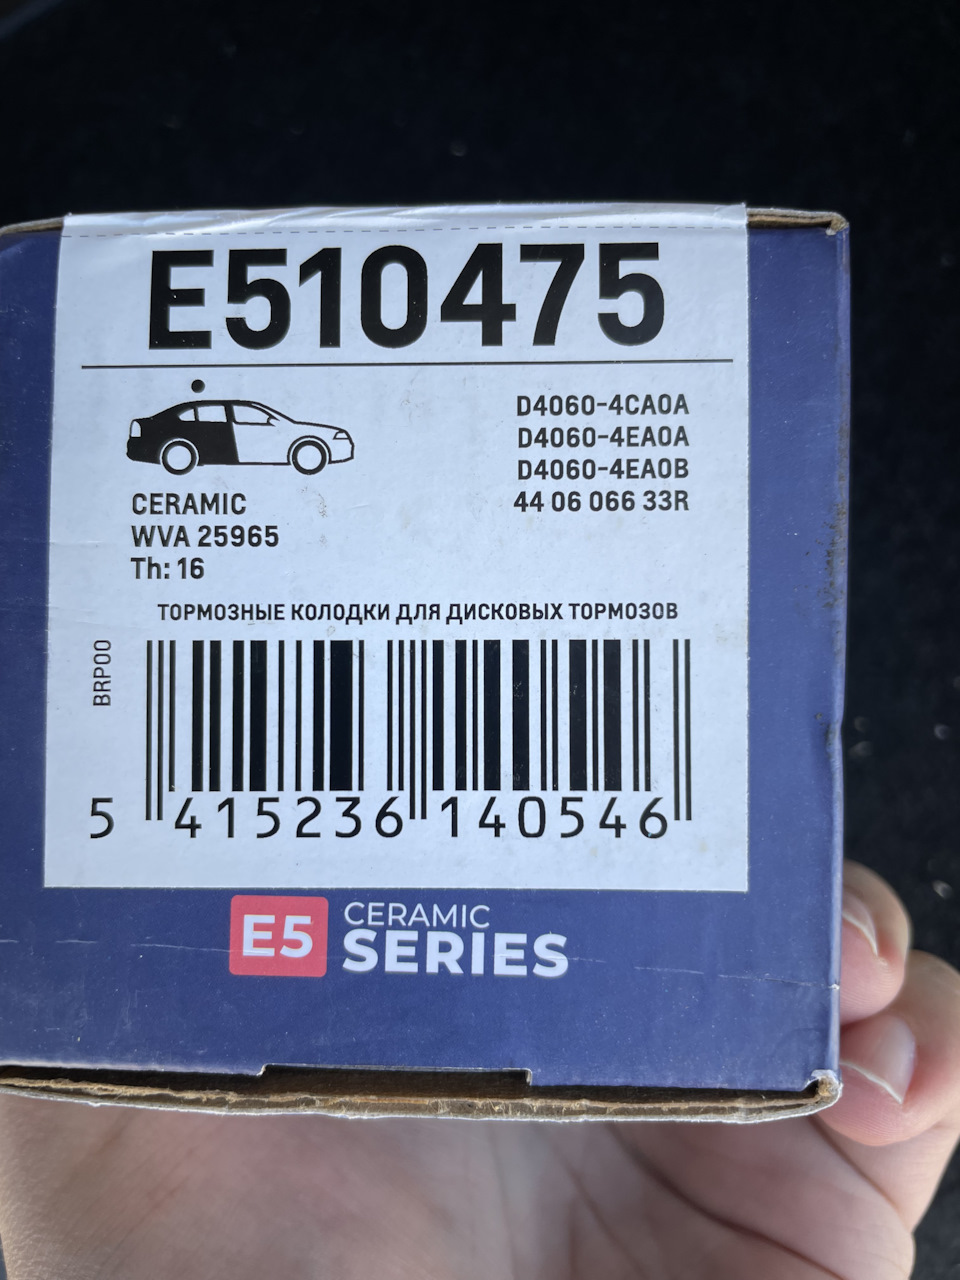 E510475
D4060-4CA0A
D4060-4EA0A
D4060-4EA0B
44 06 066 33R
CERAMIC
WVA 25965
Th: 16
ТОРМОЗНЫЕ КОЛОДКИ ДЛЯ ДИСКОВЫХ ТОРМОЗОВ
BRP00
5 415236 140546
E5 CERAMIC
SERIES